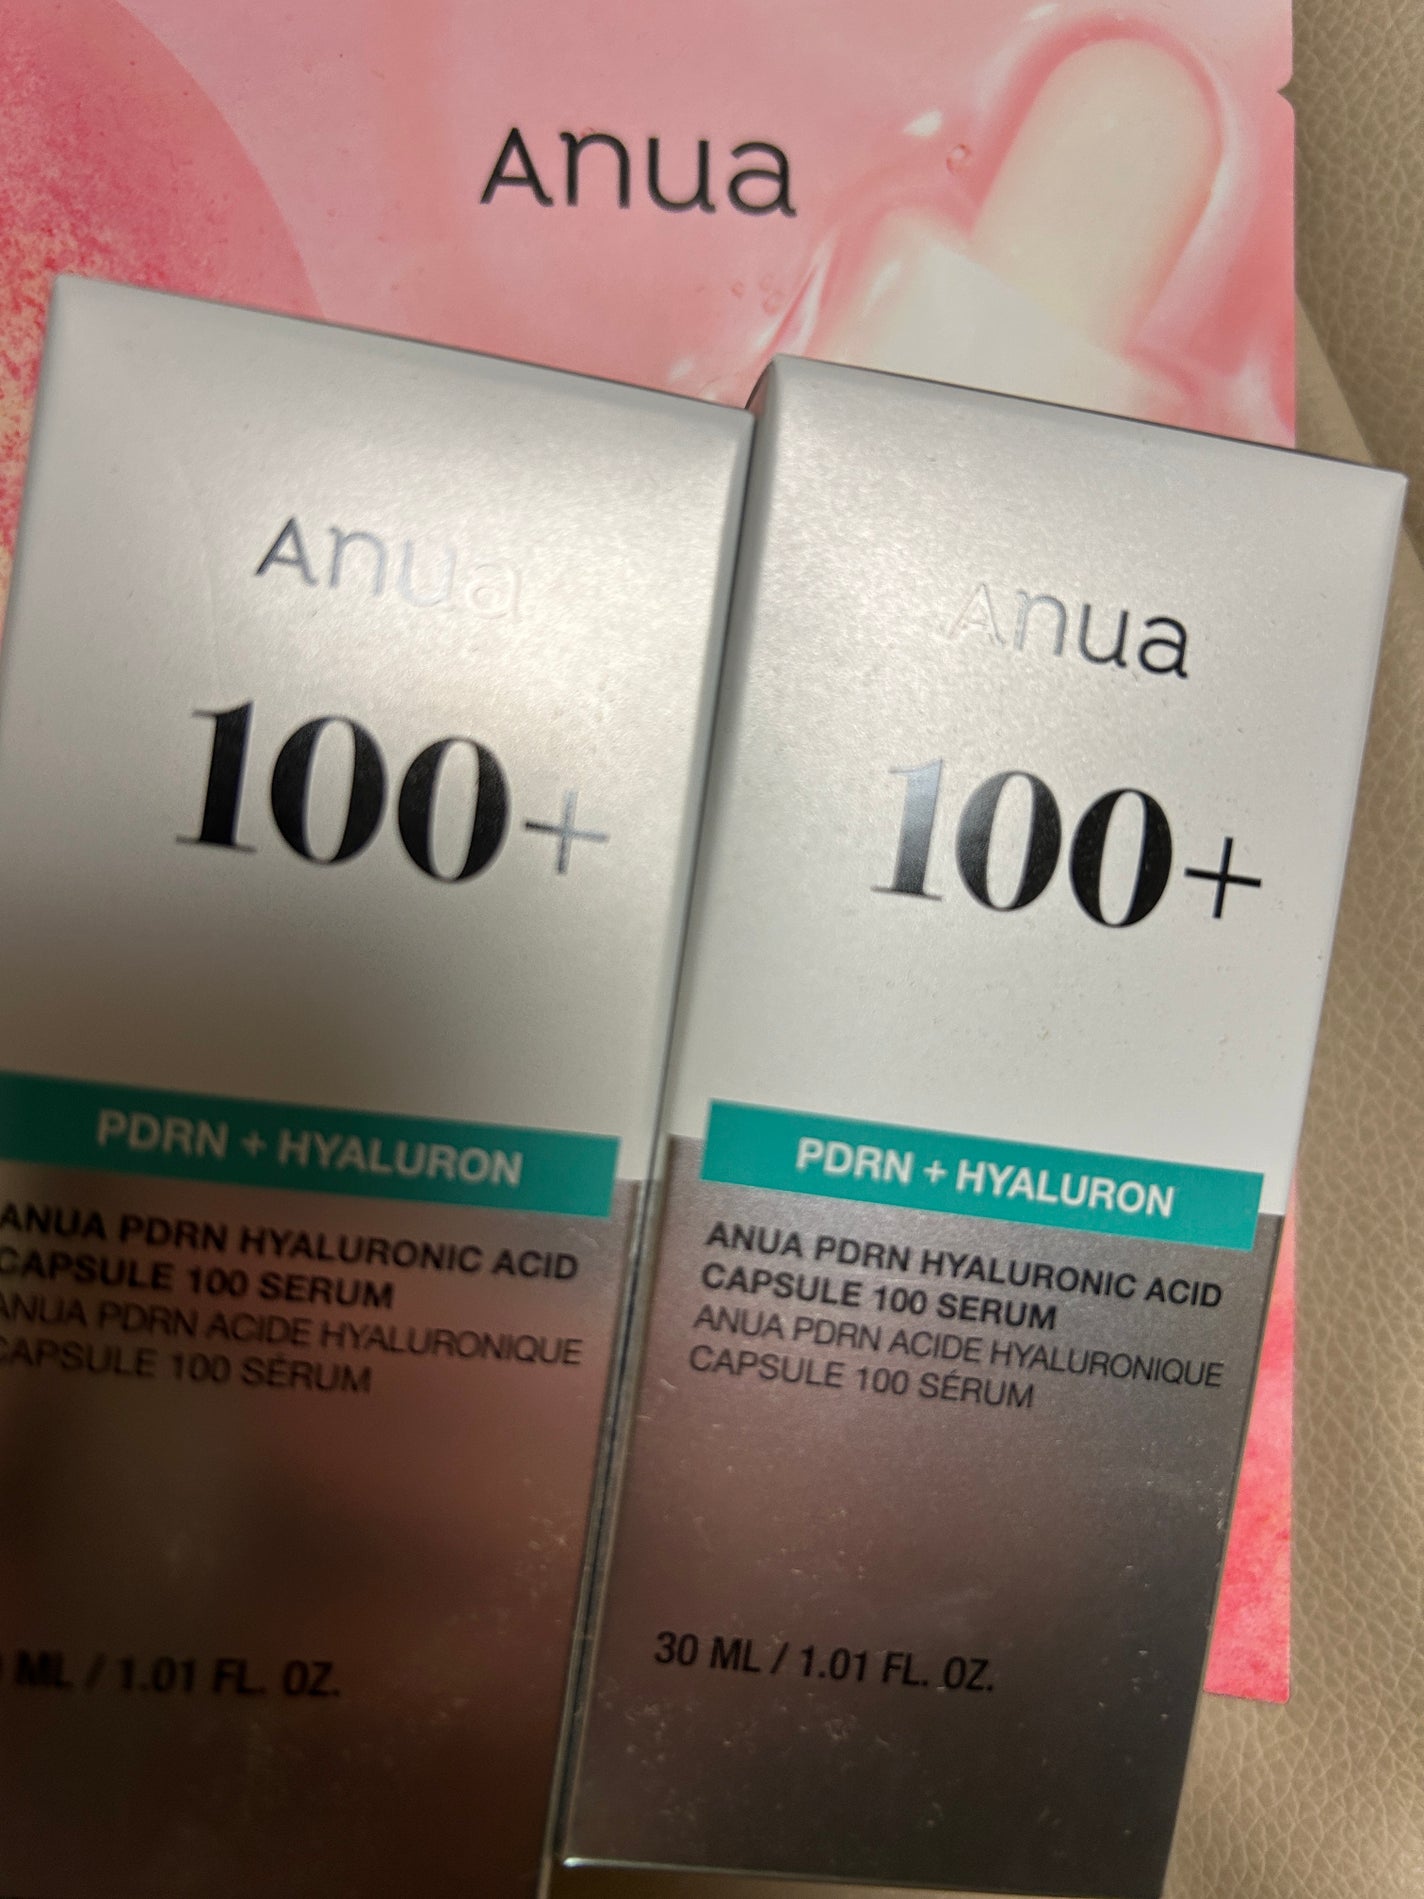 Anua
Anua
100+
PDRN + HYALURON
ANUA PDRN HYALURONIC ACID
CAPSULE 100 SERUM
ANUA PDRN ACIDE HYALURONIQUE
CAPSULE 100 SÉRUM
ML / 1.01 FL. OZ.
Anua
100+
PDRN + HYALURON
ANUA PDRN HYALURONIC ACID
CAPSULE 100 SERUM
ANUA PDRN ACIDE HYALURONIQUE
CAPSULE 100 SÉRUM
30 ML / 1.01 FL. OZ.